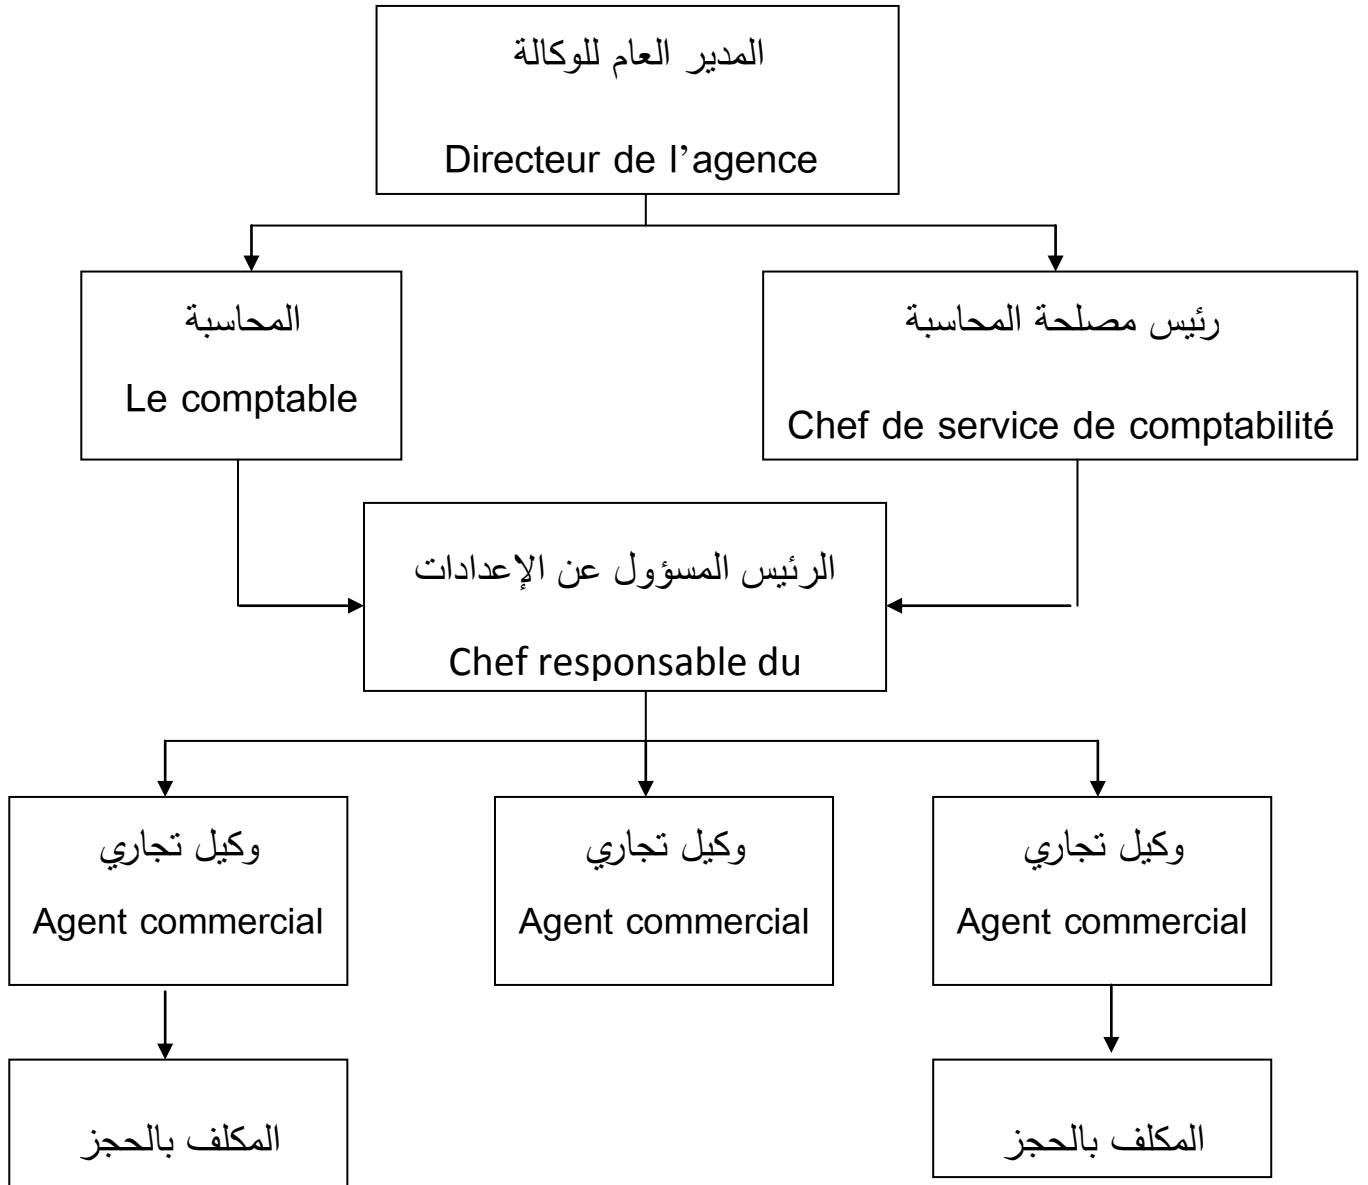 المدير العام للوكالة
Directeur de l’agence
المحاسبة
Le comptable
رئيس مصلحة المحاسبة
Chef de service de comptabilité
الرئيس المسؤول عن الإعدادات
Chef responsable du
وكيل تجاري
Agent commercial
وكيل تجاري
Agent commercial
وكيل تجاري
Agent commercial
المكلف بالحجز
المكلف بالحجز